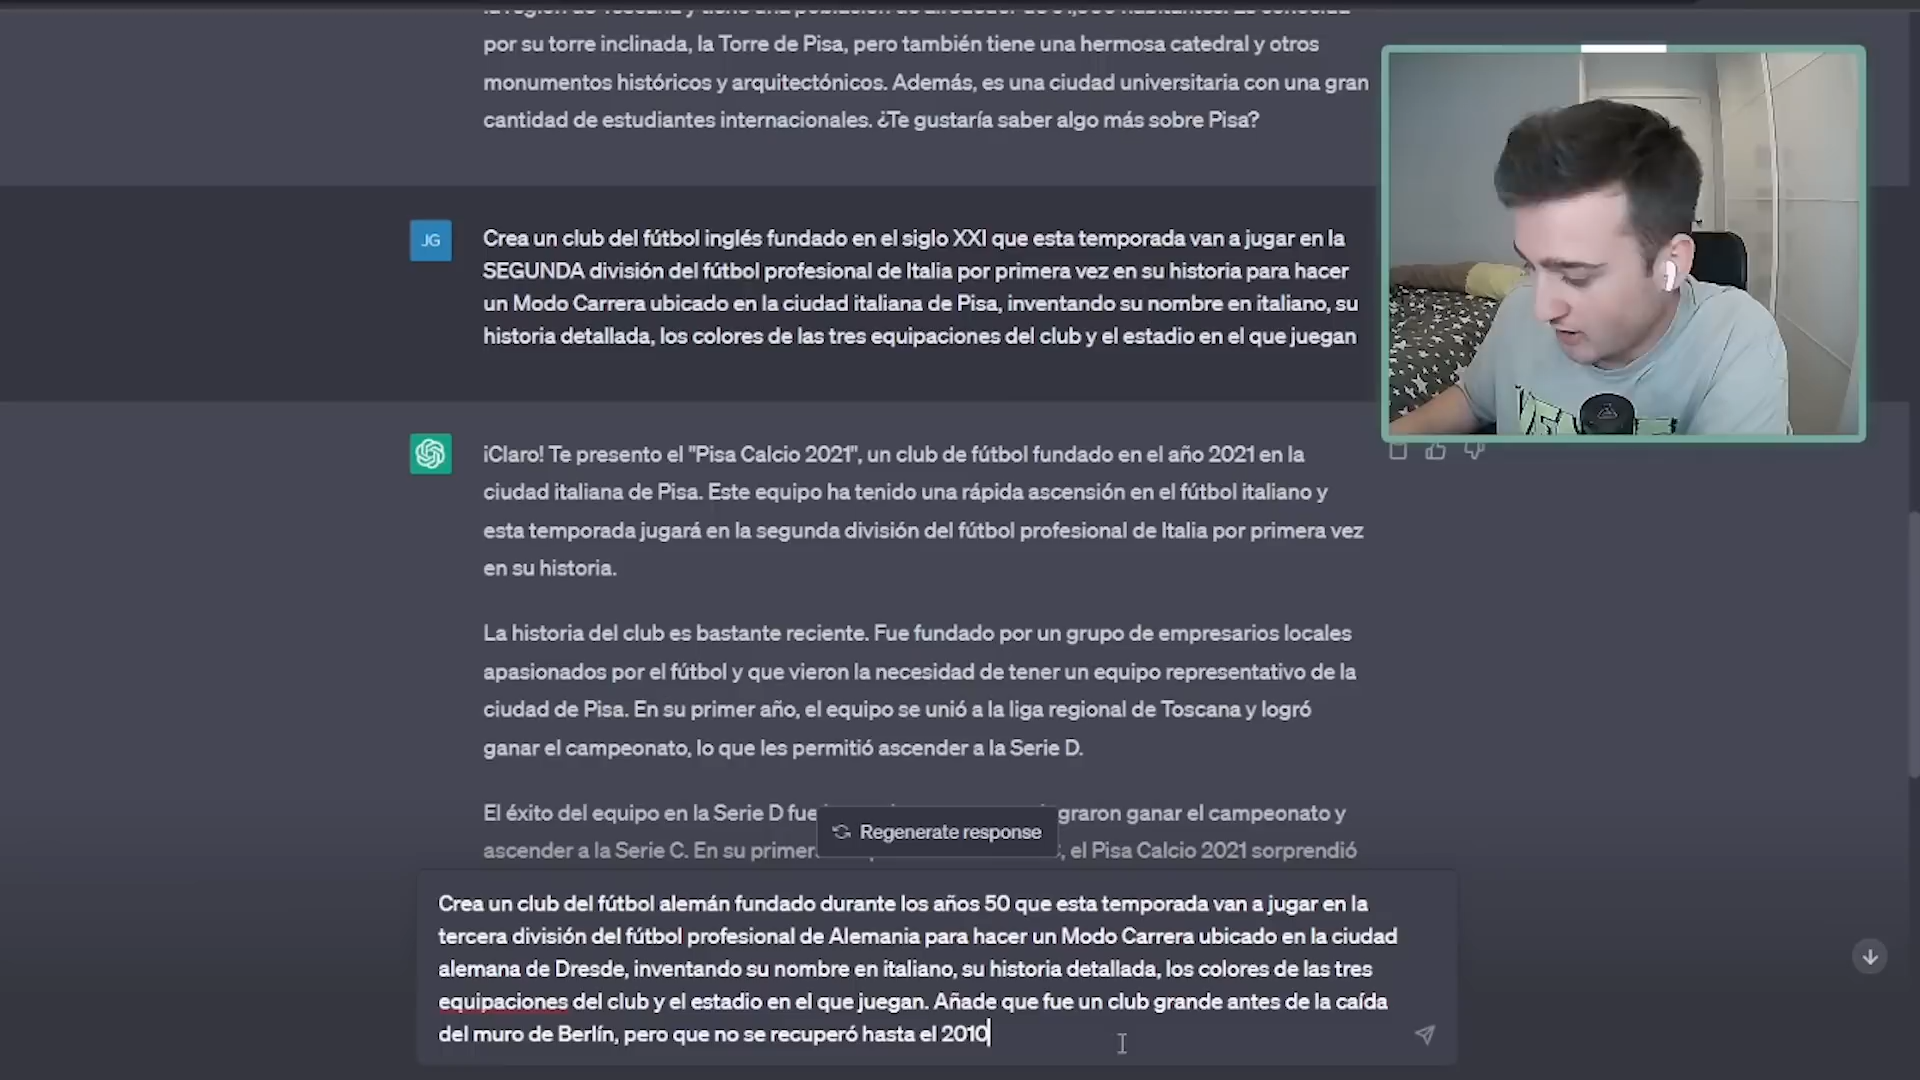 por su torre inclinada, la Torre de Pisa, pero también tiene una hermosa catedral y otros
monumentos históricos y arquitectónicos. Además, es una ciudad universitaria con una gran
cantidad de estudiantes internacionales. ¿Te gustaría saber algo más sobre Pisa?
JG
Crea un club del fútbol inglés fundado en el siglo XXI que esta temporada van a jugar en la
SEGUNDA división del fútbol profesional de Italia por primera vez en su historia para hacer
un Modo Carrera ubicado en la ciudad italiana de Pisa, inventando su nombre en italiano, su
historia detallada, los colores de las tres equipaciones del club y el estadio en el que juegan
¡Claro! Te presento el "Pisa Calcio 2021", un club de fútbol fundado en el año 2021 en la
ciudad italiana de Pisa. Este equipo ha tenido una rápida ascensión en el fútbol italiano y
esta temporada jugará en la segunda división del fútbol profesional de Italia por primera vez
en su historia.
La historia del club es bastante reciente. Fue fundado por un grupo de empresarios locales
apasionados por el fútbol y que vieron la necesidad de tener un equipo representativo de la
ciudad de Pisa. En su primer año, el equipo se unió a la liga regional de Toscana y logró
ganar el campeonato, lo que les permitió ascender a la Serie D.
El éxito del equipo en la Serie D fue graron ganar el campeonato y
Regenerate response
ascender a la Serie C. En su primer , el Pisa Calcio 2021 sorprendió
Crea un club del fútbol alemán fundado durante los años 50 que esta temporada van a jugar en la
tercera división del fútbol profesional de Alemania para hacer un Modo Carrera ubicado en la ciudad
alemana de Dresde, inventando su nombre en italiano, su historia detallada, los colores de las tres
equipaciones del club y el estadio en el que juegan. Añade que fue un club grande antes de la caída
del muro de Berlín, pero que no se recuperó hasta el 2010